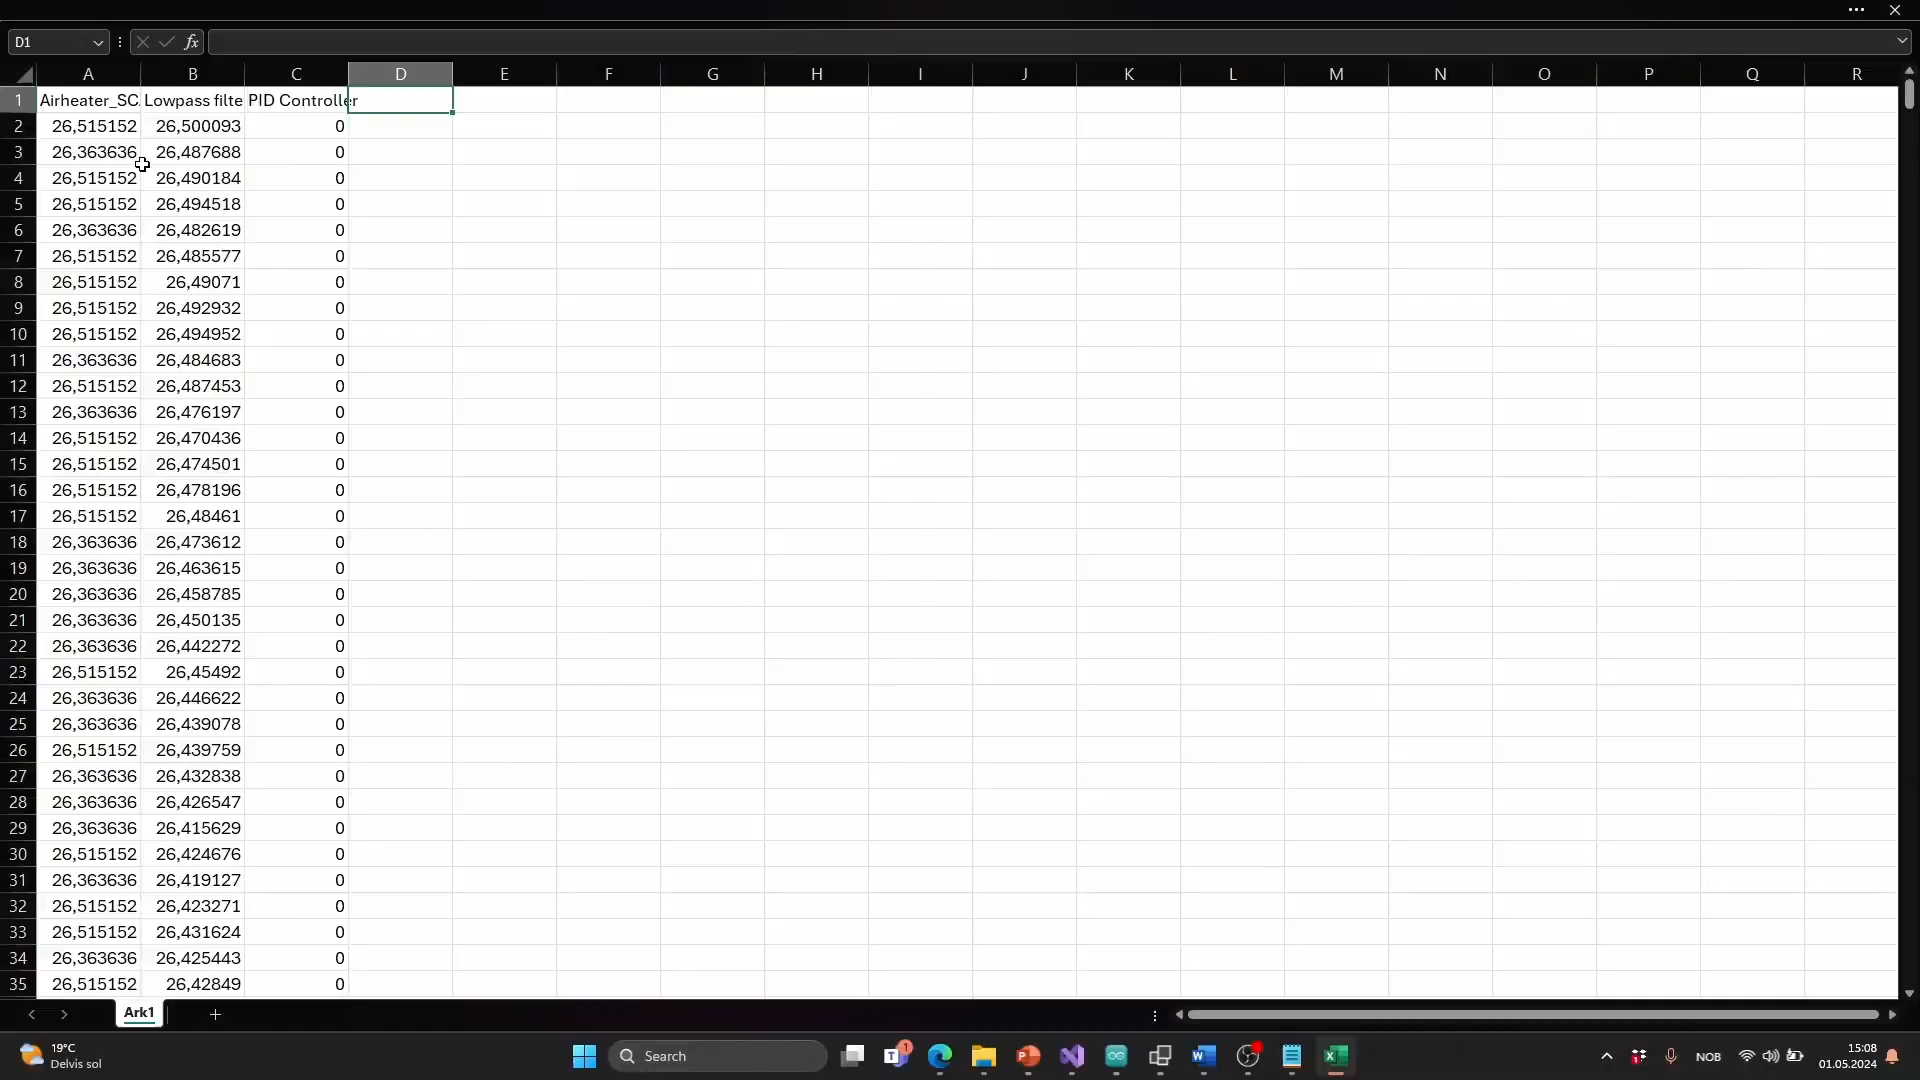 D1 fx
A B C D E F G H I J K L M N O P Q R
1 Airheater_SC. Lowpass filte PID Controller
2 26,515152 26,500093 0
3 26,363636 26,487688 0
4 26,515152 26,490184 0
5 26,515152 26,494518 0
6 26,363636 26,482619 0
7 26,515152 26,485577 0
8 26,515152 26,49071 0
9 26,515152 26,492932 0
10 26,515152 26,494952 0
11 26,363636 26,484683 0
12 26,515152 26,487453 0
13 26,363636 26,476197 0
14 26,515152 26,470436 0
15 26,515152 26,474501 0
16 26,515152 26,478196 0
17 26,515152 26,48461 0
18 26,363636 26,473612 0
19 26,363636 26,463615 0
20 26,363636 26,458785 0
21 26,363636 26,450135 0
22 26,363636 26,442272 0
23 26,515152 26,45492 0
24 26,363636 26,446622 0
25 26,363636 26,439078 0
26 26,515152 26,439759 0
27 26,363636 26,432838 0
28 26,363636 26,426547 0
29 26,363636 26,415629 0
30 26,515152 26,424676 0
31 26,363636 26,419127 0
32 26,515152 26,423271 0
33 26,515152 26,431624 0
34 26,363636 26,425443 0
35 26,515152 26,42849 0
Ark1
19°C
Delvis sol
Search
1
NOB
15:08
01.05.2024